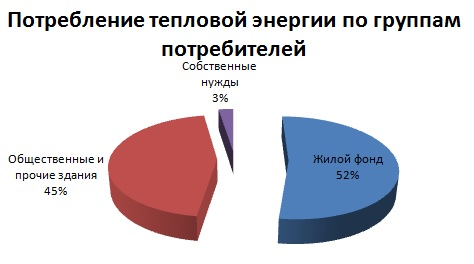 Потребление тепловой энергии по группам
потребителей
Собственные
нужды
3%
Общественные и
прочие здания
45%
Жилой фонд
52%